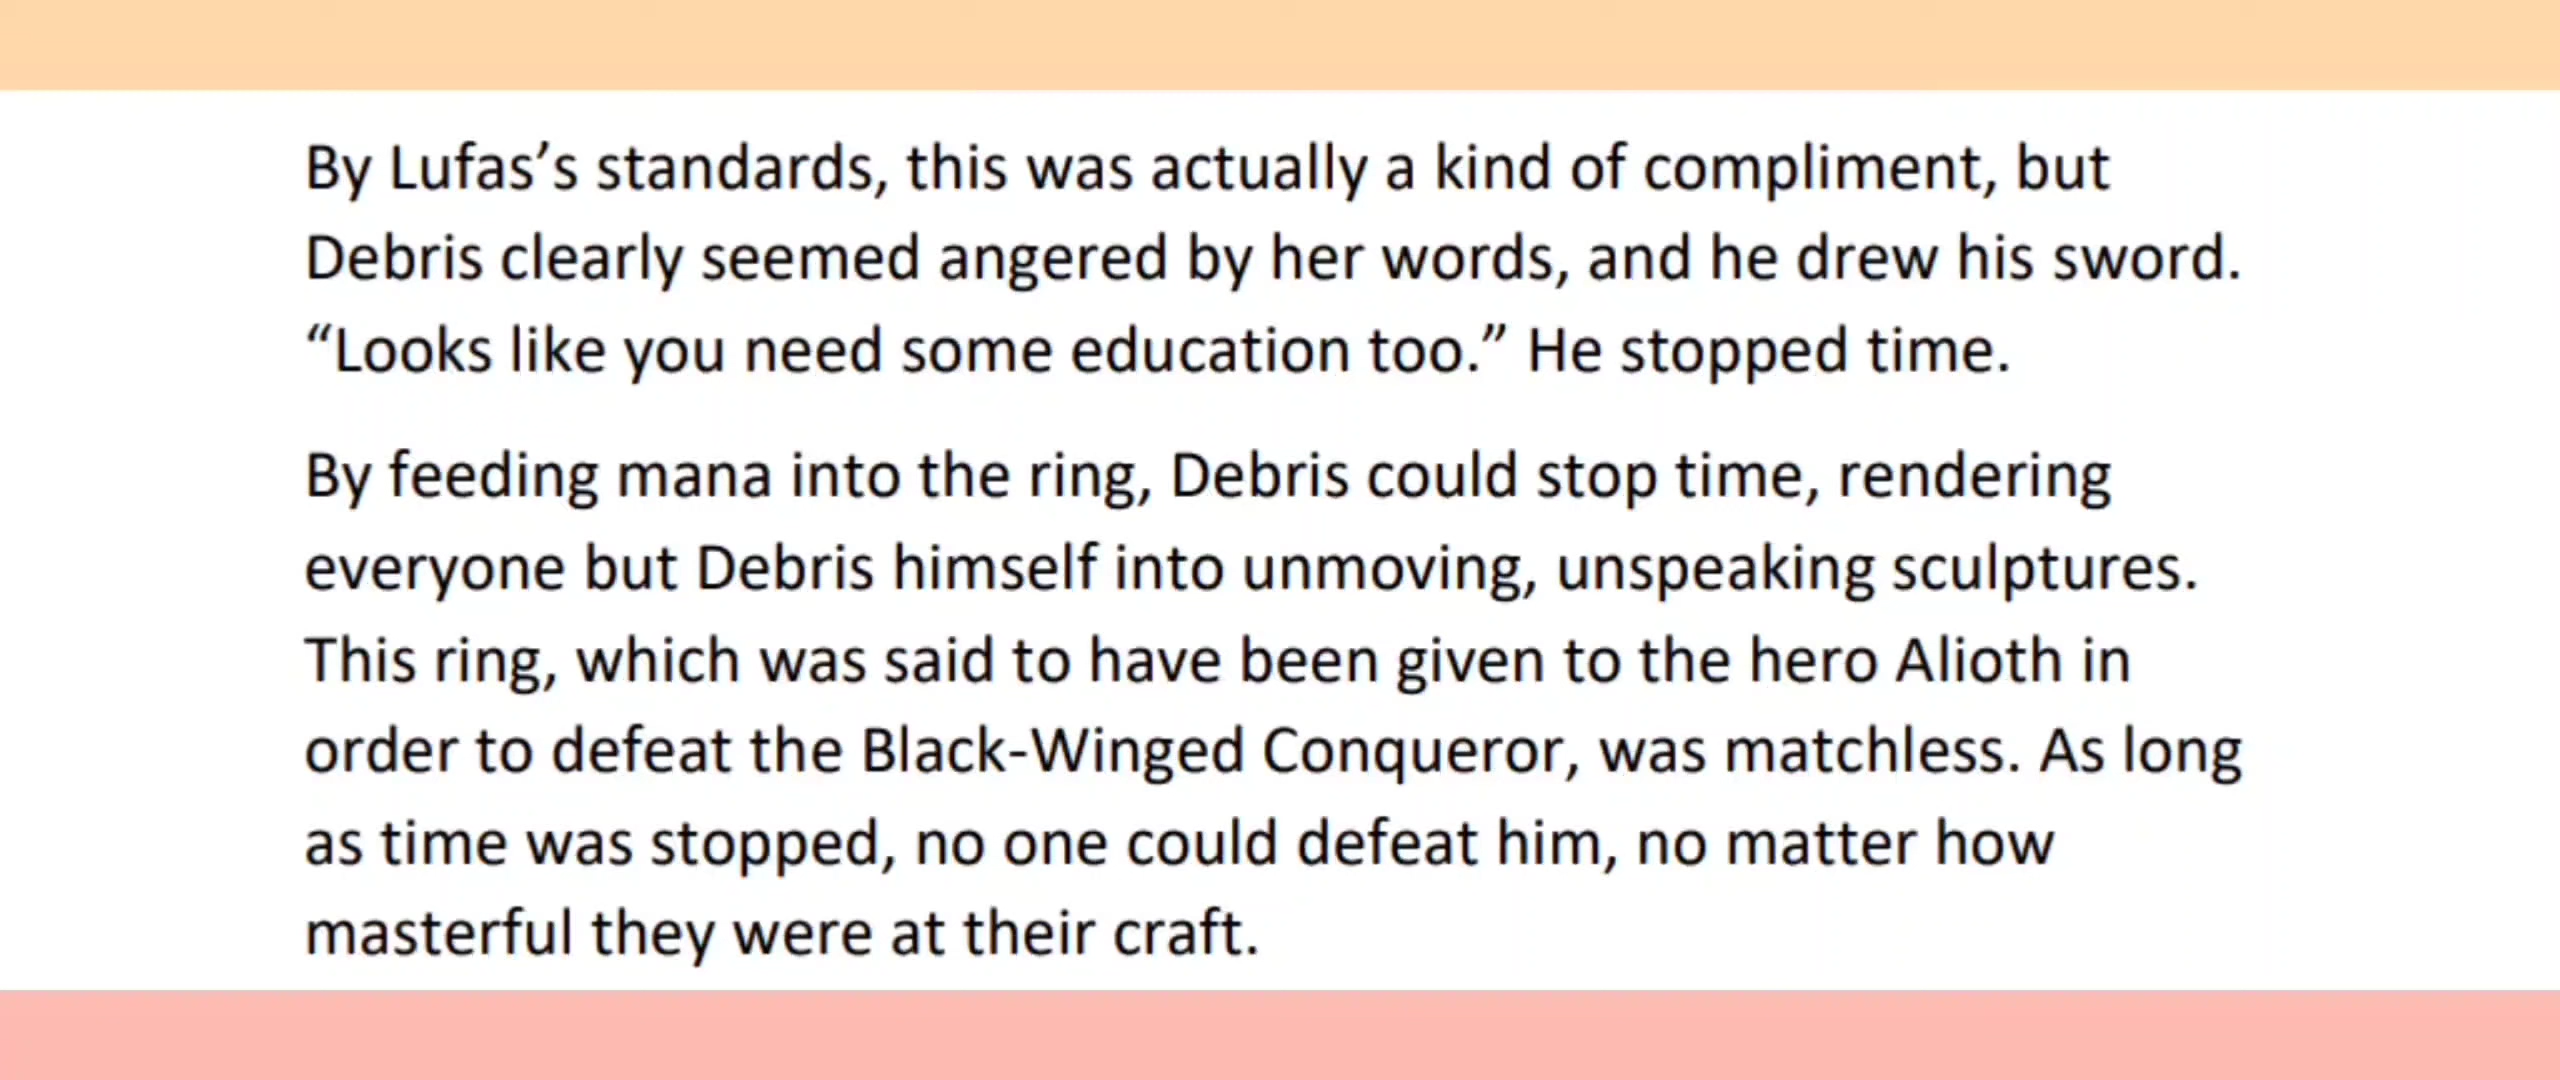 By Lufas’s standards, this was actually a kind of compliment, but
Debris clearly seemed angered by her words, and he drew his sword.
“Looks like you need some education too.” He stopped time.
By feeding mana into the ring, Debris could stop time, rendering
everyone but Debris himself into unmoving, unspeaking sculptures.
This ring, which was said to have been given to the hero Alioth in
order to defeat the Black-Winged Conqueror, was matchless. As long
as time was stopped, no one could defeat him, no matter how
masterful they were at their craft.